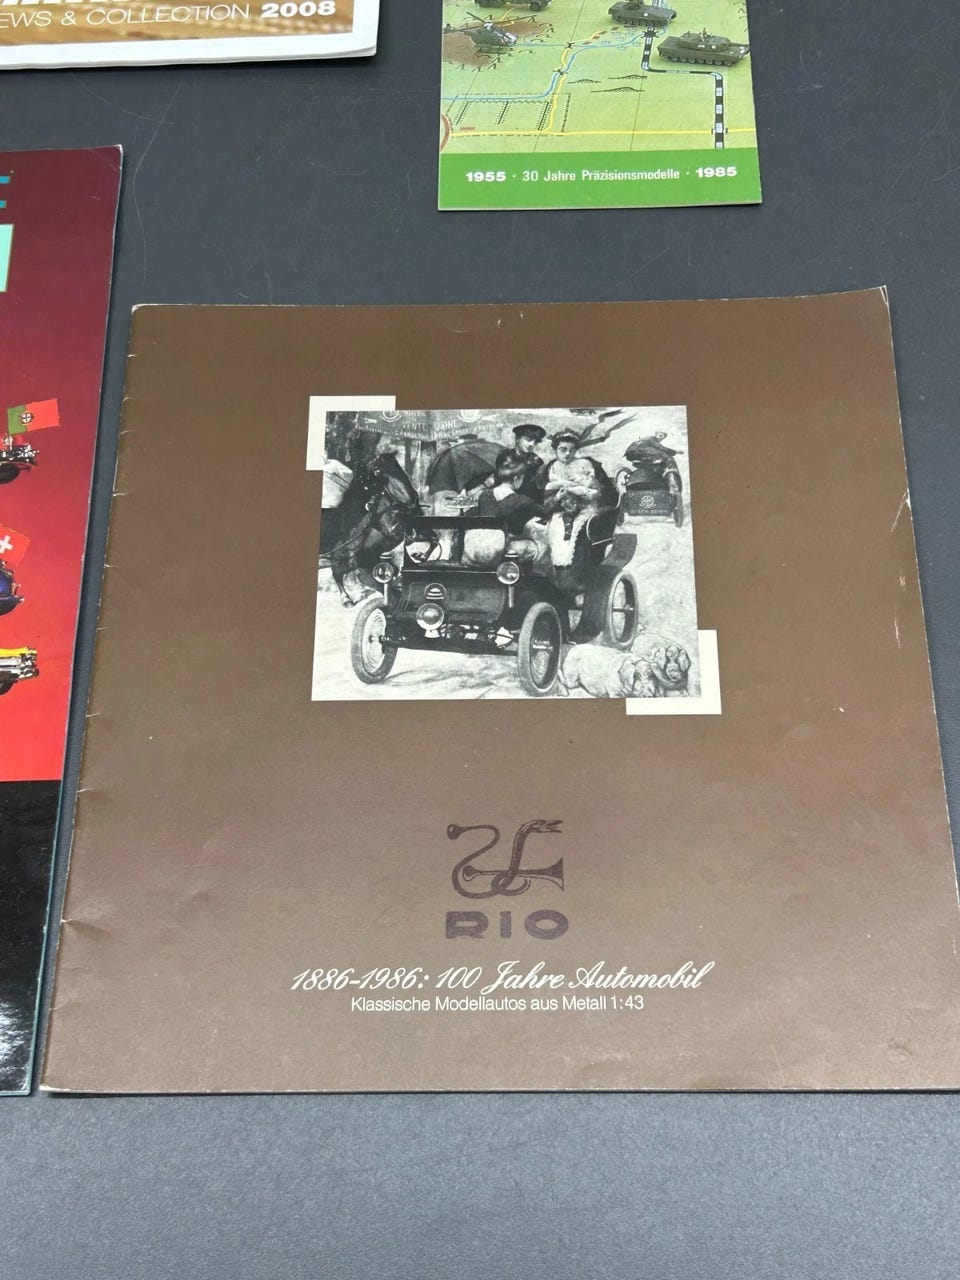 EWS & COLLECTION 2008
1955 · 30 Jahre Präzisionsmodelle · 1985
RIO
1886-1986: 100 Jahre Automobil
Klassische Modellautos aus Metall 1:43